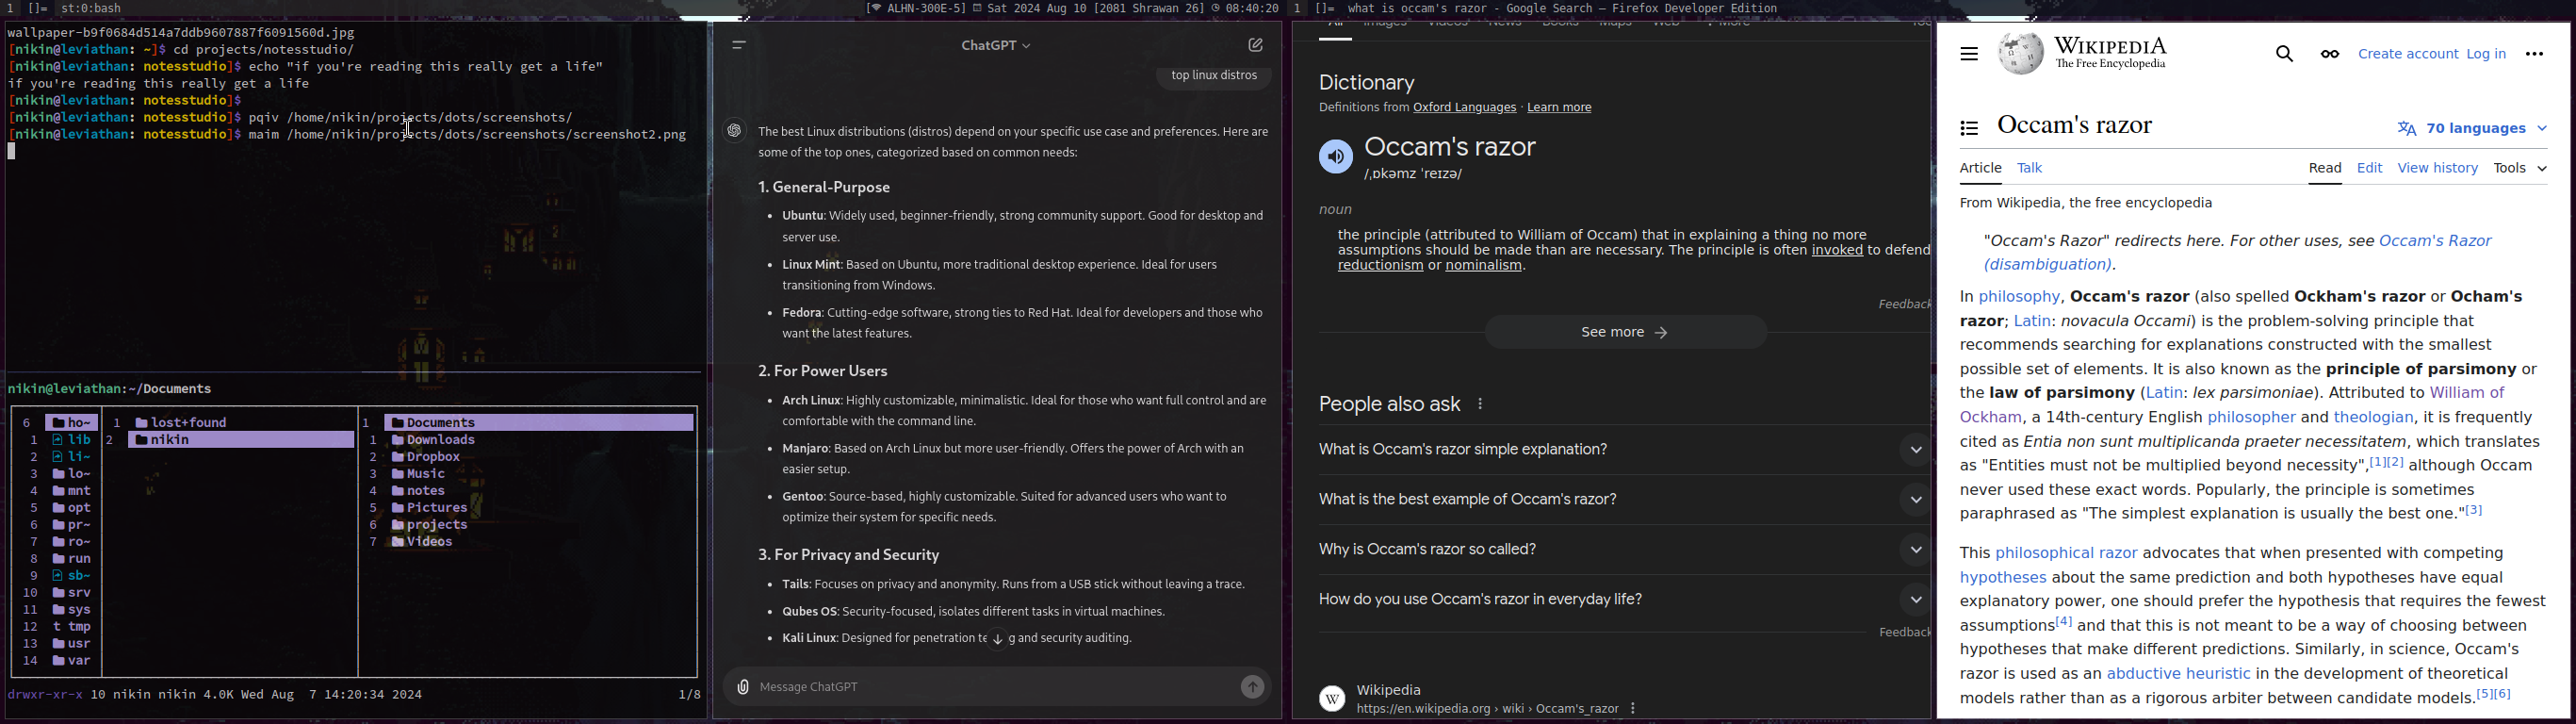 1 []= st:0:bash
[ ALHN-300E-5] Sat 2024 Aug 10 [2081 Shrawan 26] 08:40:20
1 []= what is occam's razor - Google Search — Firefox Developer Edition
wallpaper-b9f0684d514a7ddb9607887f6091560d.jpg
[nikin@leviathan: ~]$ cd projects/notesstudio/
[nikin@leviathan: notesstudio]$ echo "if you're reading this really get a life"
if you're reading this really get a life
[nikin@leviathan: notesstudio]$
[nikin@leviathan: notesstudio]$ pqiv /home/nikin/projects/dots/screenshots/
[nikin@leviathan: notesstudio]$ maim /home/nikin/projects/dots/screenshots/screenshot2.png
nikin@leviathan:~/Documents
6 ho~ 1 lost+found 1 Documents
1 lib 2 nikin 1 Downloads
2 li~ 2 Dropbox
3 lo~ 3 Music
4 mnt 4 notes
5 opt 5 Pictures
6 pr~ 6 projects
7 ro~ 7 Videos
8 run
9 sb~
10 srv
11 sys
12 t tmp
13 usr
14 var
drwxr-xr-x 10 nikin nikin 4.0K Wed Aug 7 14:20:34 2024 1/8
ChatGPT
top linux distros
The best Linux distributions (distros) depend on your specific use case and preferences. Here are
some of the top ones, categorized based on common needs:
1. General-Purpose
• Ubuntu: Widely used, beginner-friendly, strong community support. Good for desktop and
server use.
• Linux Mint: Based on Ubuntu, more traditional desktop experience. Ideal for users
transitioning from Windows.
• Fedora: Cutting-edge software, strong ties to Red Hat. Ideal for developers and those who
want the latest features.
2. For Power Users
• Arch Linux: Highly customizable, minimalistic. Ideal for those who want full control and are
comfortable with the command line.
• Manjaro: Based on Arch Linux but more user-friendly. Offers the power of Arch with an
easier setup.
• Gentoo: Source-based, highly customizable. Suited for advanced users who want to
optimize their system for specific needs.
3. For Privacy and Security
• Tails: Focuses on privacy and anonymity. Runs from a USB stick without leaving a trace.
• Qubes OS: Security-focused, isolates different tasks in virtual machines.
• Kali Linux: Designed for penetration te g and security auditing.
Message ChatGPT
All Images Videos News Books Maps Web More Too
Dictionary
Definitions from Oxford Languages · Learn more
Occam's razor
/ˌɒkəmz ˈreɪzə/
noun
the principle (attributed to William of Occam) that in explaining a thing no more
assumptions should be made than are necessary. The principle is often invoked to defend
reductionism or nominalism.
Feedback
See more →
People also ask
What is Occam's razor simple explanation?
What is the best example of Occam's razor?
Why is Occam's razor so called?
How do you use Occam's razor in everyday life?
Feedback
W Wikipedia
https://en.wikipedia.org › wiki › Occam's_razor
WIKIPEDIA
The Free Encyclopedia
Create account Log in
Occam's razor
70 languages
Article Talk Read Edit View history Tools
From Wikipedia, the free encyclopedia
"Occam's Razor" redirects here. For other uses, see Occam's Razor
(disambiguation).
In philosophy, Occam's razor (also spelled Ockham's razor or Ocham's
razor; Latin: novacula Occami) is the problem-solving principle that
recommends searching for explanations constructed with the smallest
possible set of elements. It is also known as the principle of parsimony or
the law of parsimony (Latin: lex parsimoniae). Attributed to William of
Ockham, a 14th-century English philosopher and theologian, it is frequently
cited as Entia non sunt multiplicanda praeter necessitatem, which translates
as "Entities must not be multiplied beyond necessity",[1][2] although Occam
never used these exact words. Popularly, the principle is sometimes
paraphrased as "The simplest explanation is usually the best one."[3]
This philosophical razor advocates that when presented with competing
hypotheses about the same prediction and both hypotheses have equal
explanatory power, one should prefer the hypothesis that requires the fewest
assumptions[4] and that this is not meant to be a way of choosing between
hypotheses that make different predictions. Similarly, in science, Occam's
razor is used as an abductive heuristic in the development of theoretical
models rather than as a rigorous arbiter between candidate models.[5][6]